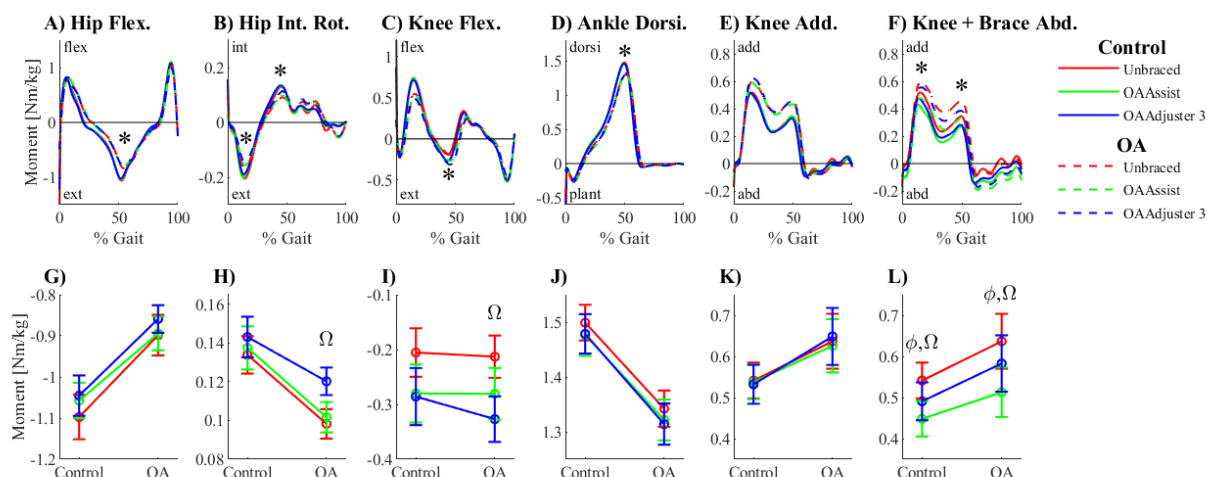 A) Hip Flex.
B) Hip Int. Rot.
C) Knee Flex.
D) Ankle Dorsi.
E) Knee Add.
F) Knee + Brace Abd.
Moment [Nm/kg]
flex
1
0
-1
ext
0 50 100
% Gait
int
0.2
0
-0.2
*
*
ext
0 50 100
% Gait
flex
1
0.5
0
-0.5
*
ext
0 50 100
% Gait
dorsi
1.5
1
0.5
0
-0.5
*
plant
0 50 100
% Gait
add
0.8
0.6
0.4
0.2
0
-0.2
abd
0 50 100
% Gait
add
0.8
0.6
0.4
0.2
0
-0.2
*
*
abd
0 50 100
% Gait
Control
Unbraced
OAAssist
OAAdjuster 3
OA
Unbraced
OAAssist
OAAdjuster 3
G)
H)
I)
J)
K)
L)
Moment [Nm/kg]
-0.8
-0.9
-1
-1.1
-1.2
Control OA
0.16
0.14
0.12
0.1
0.08
Ω
Control OA
-0.1
-0.2
-0.3
-0.4
Ω
Control OA
1.5
1.4
1.3
Control OA
0.7
0.6
0.5
0.4
Control OA
0.7
0.6
0.5
0.4
ϕ,Ω
ϕ,Ω
Control OA